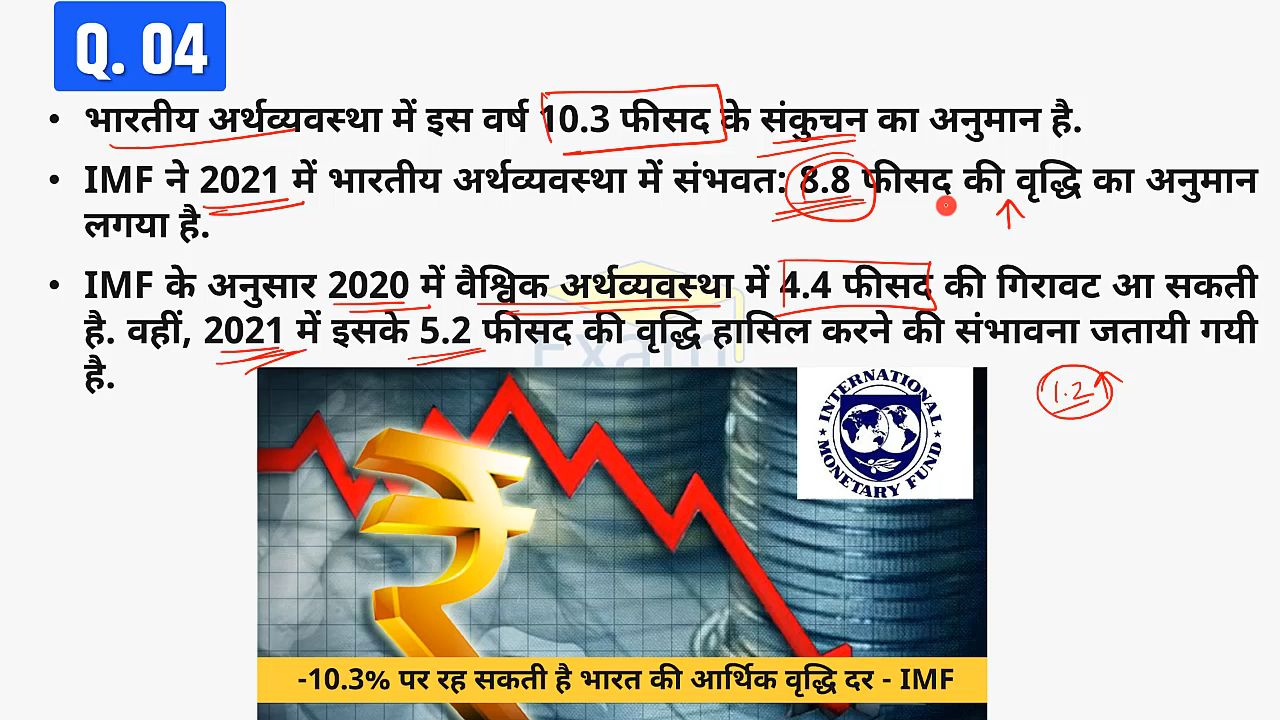 Q. 04
• भारतीय अर्थव्यवस्था में इस वर्ष 10.3 फीसद के संकुचन का अनुमान है.
• IMF ने 2021 में भारतीय अर्थव्यवस्था में संभवत: 8.8 फीसद की वृद्धि का अनुमान
लगया है.
• IMF के अनुसार 2020 में वैश्विक अर्थव्यवस्था में 4.4 फीसद की गिरावट आ सकती
है. वहीं, 2021 में इसके 5.2 फीसद की वृद्धि हासिल करने की संभावना जतायी गयी
है.
Exam
1.2
INTERNATIONAL
MONETARY FUND
-10.3% पर रह सकती है भारत की आर्थिक वृद्धि दर - IMF